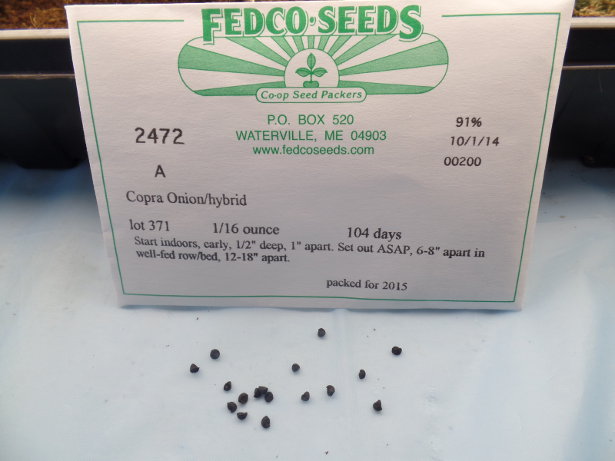 FEDCO·SEEDS
Co-op Seed Packers
P.O. BOX 520
WATERVILLE, ME 04903
www.fedcoseeds.com
2472
A
91%
10/1/14
00200
Copra Onion/hybrid
lot 371 1/16 ounce 104 days
Start indoors, early, 1/2" deep, 1" apart. Set out ASAP, 6-8" apart in
well-fed row/bed, 12-18" apart.
packed for 2015